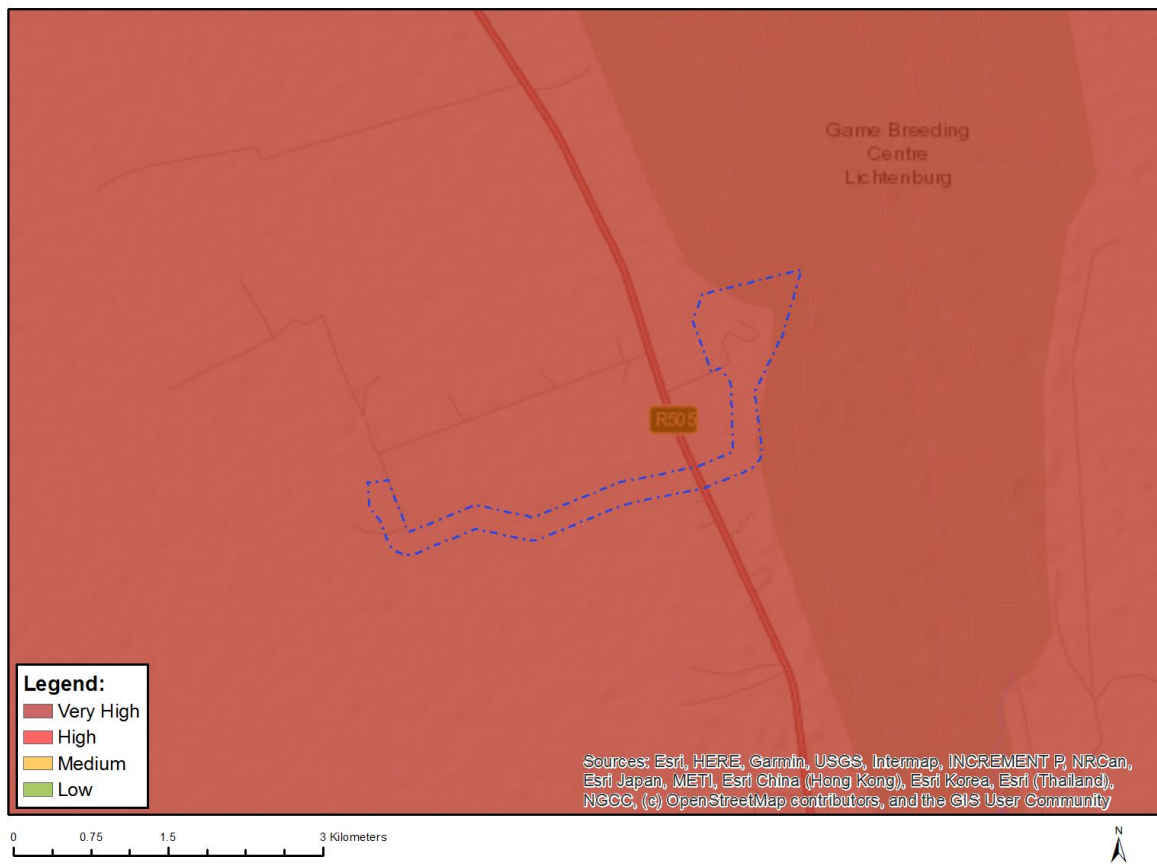 Game Breeding
Centre
Lichtenburg
R505
Legend:
Very High
High
Medium
Low
Sources: Esri, HERE, Garmin, USGS, Intermap, INCREMENT P, NRCan,
Esri Japan, METI, Esri China (Hong Kong), Esri Korea, Esri (Thailand),
NGCC, (c) OpenStreetMap contributors, and the GIS User Community
0 0.75 1.5 3 Kilometers
N